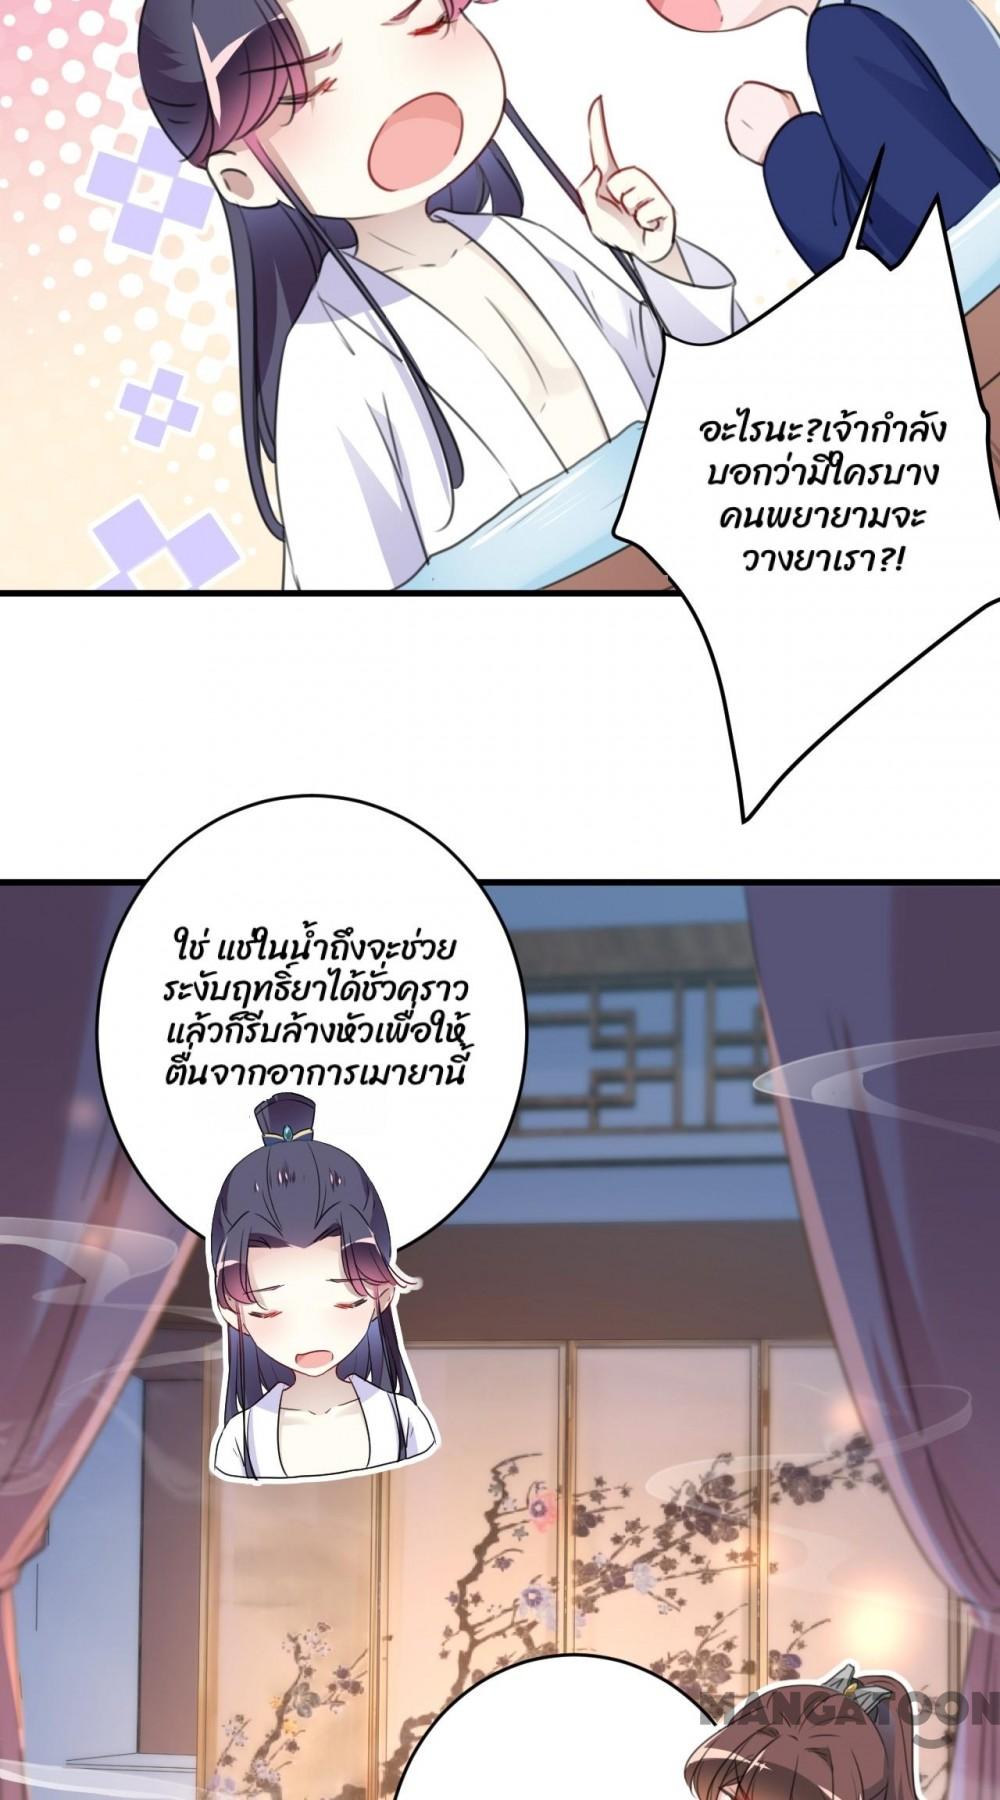 อะไรนะ?เจ้ากำลัง
บอกว่ามีใครบาง
คนพยายามจะ
วางยาเรา?!
ใช่ แช่ในน้ำถึงจะช่วย
ระงับฤทธิ์ยาได้ชั่วคราว
แล้วก็รีบล้างหัวเพื่อให้
ตื่นจากอาการเมายานี้
MANGATOON